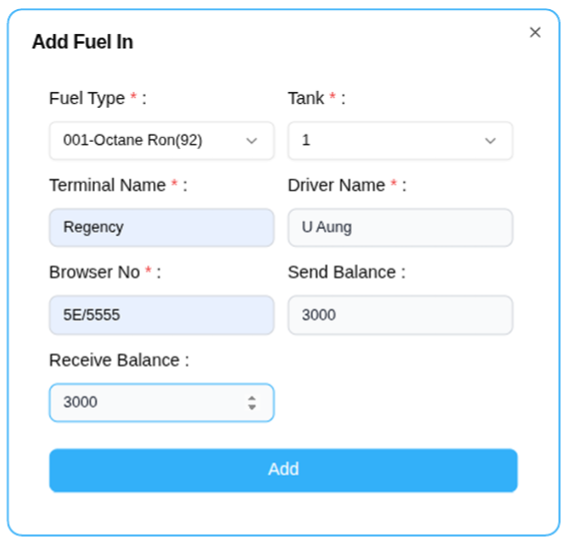 Add Fuel In
Fuel Type * : Tank * :
001-Octane Ron(92) 1
Terminal Name * : Driver Name * :
Regency U Aung
Browser No * : Send Balance :
5E/5555 3000
Receive Balance :
3000
Add